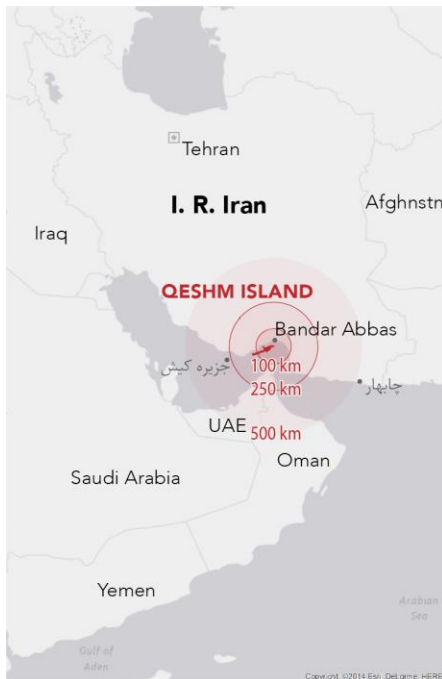 Tehran
I. R. Iran
Afghnstn
Iraq
QESHM ISLAND
Bandar Abbas
100 km
جزیره کیش
250 km
چابهار
UAE
500 km
Oman
Saudi Arabia
Yemen
Arabian
Sea
Gulf of
Aden
Copyright: ©2014 Esri, DeLorme, HERE